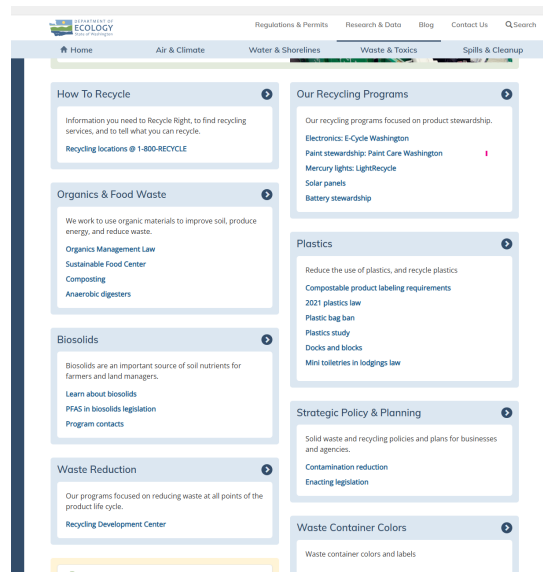 DEPARTMENT OF
ECOLOGY
State of Washington
Regulations & Permits Research & Data Blog Contact Us Search
Home Air & Climate Water & Shorelines Waste & Toxics Spills & Cleanup
How To Recycle
Information you need to Recycle Right, to find recycling
services, and to tell what you can recycle.
Recycling locations @ 1-800-RECYCLE
Organics & Food Waste
We work to use organic materials to improve soil, produce
energy, and reduce waste.
Organics Management Law
Sustainable Food Center
Composting
Anaerobic digesters
Biosolids
Biosolids are an important source of soil nutrients for
farmers and land managers.
Learn about biosolids
PFAS in biosolids legislation
Program contacts
Waste Reduction
Our programs focused on reducing waste at all points of the
product life cycle.
Recycling Development Center
Our Recycling Programs
Our recycling programs focused on product stewardship.
Electronics: E-Cycle Washington
Paint stewardship: Paint Care Washington
Mercury lights: LightRecycle
Solar panels
Battery stewardship
Plastics
Reduce the use of plastics, and recycle plastics
Compostable product labeling requirements
2021 plastics law
Plastic bag ban
Plastics study
Docks and blocks
Mini toiletries in lodgings law
Strategic Policy & Planning
Solid waste and recycling policies and plans for businesses
and agencies.
Contamination reduction
Enacting legislation
Waste Container Colors
Waste container colors and labels